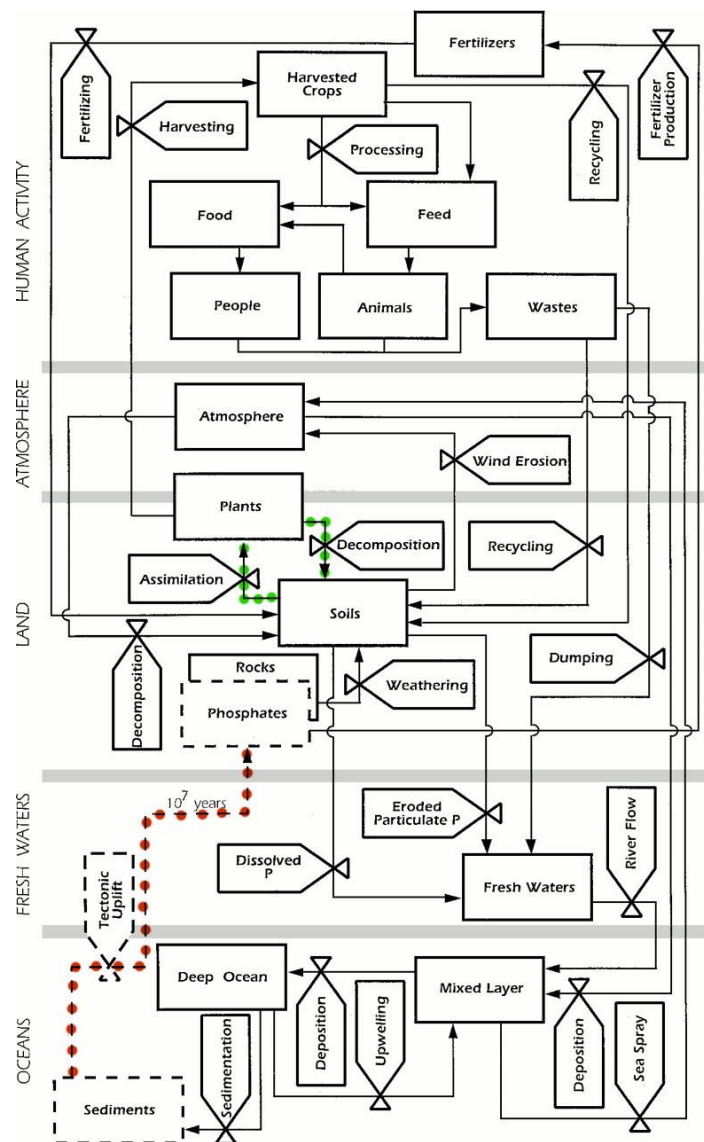 Fertilizers
Harvested
Crops
Fertilizing
Harvesting
Processing
Recycling
Fertilizer
Production
HUMAN ACTIVITY
Food
Feed
People
Animals
Wastes
ATMOSPHERE
Atmosphere
Wind Erosion
Plants
Decomposition
Recycling
Assimilation
LAND
Soils
Decomposition
Rocks
Phosphates
Weathering
Dumping
10⁷ years
FRESH WATERS
Eroded
Particulate P
Dissolved
P
Fresh Waters
River Flow
Tectonic
Uplift
OCEANS
Deep Ocean
Deposition
Upwelling
Mixed Layer
Deposition
Sea Spray
Sedimentation
Sediments